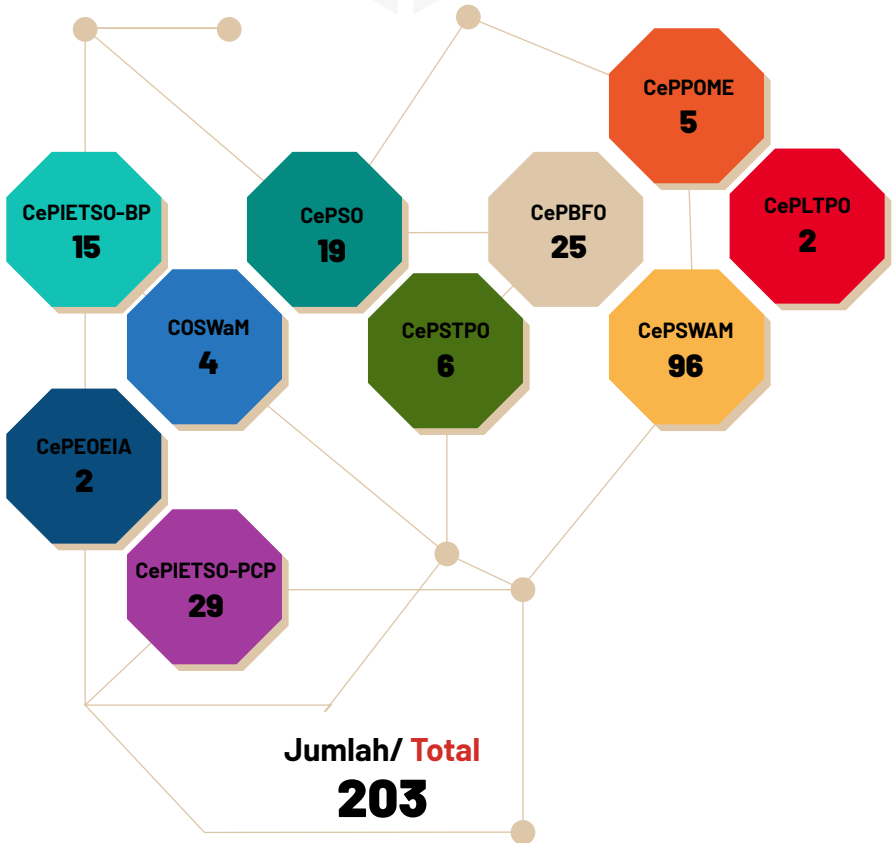 CePPOME
5
CePIETSO-BP
15
CePSO
19
CePBFO
25
CePLTPO
2
COSWaM
4
CePSTPO
6
CePSWAM
96
CePEOEIA
2
CePIETSO-PCP
29
Jumlah/ Total
203